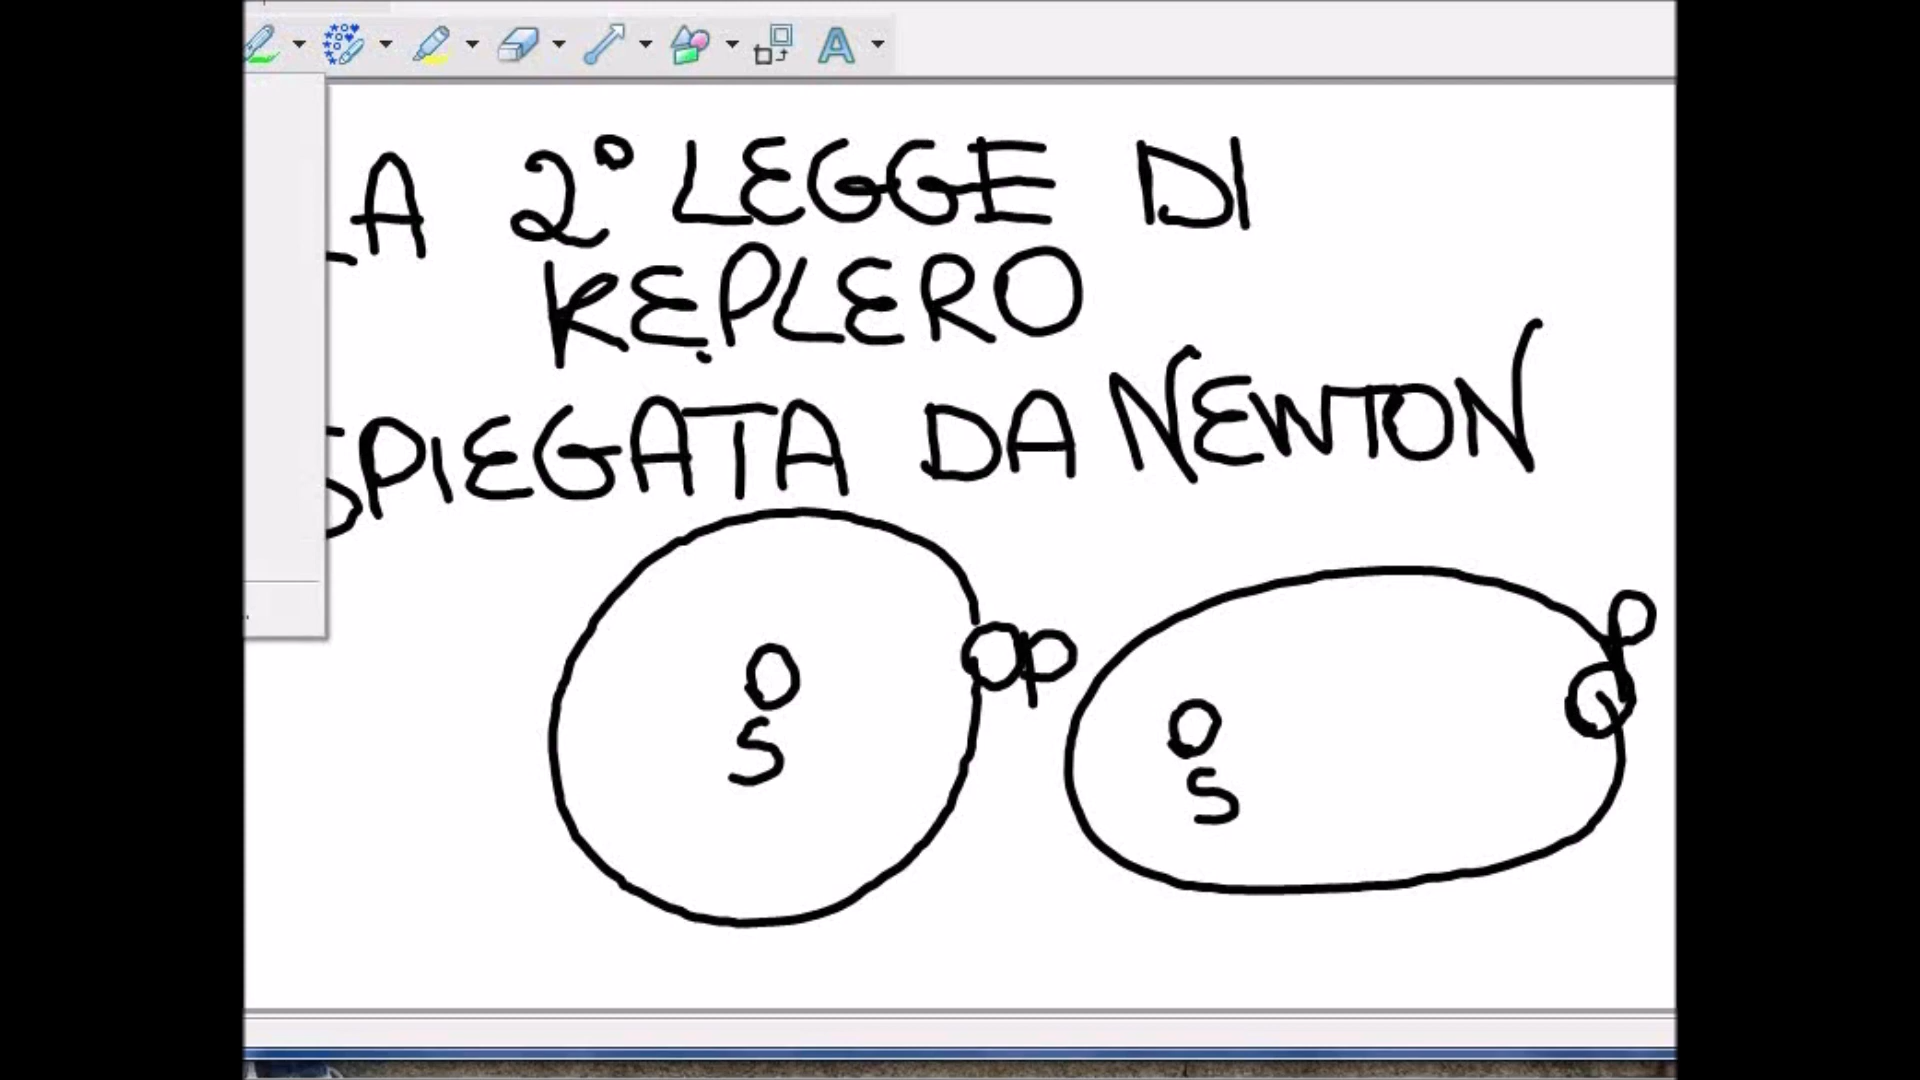 LA 2° LEGGE DI
KEPLERO
SPIEGATA DA NEWTON
P
P
S
S